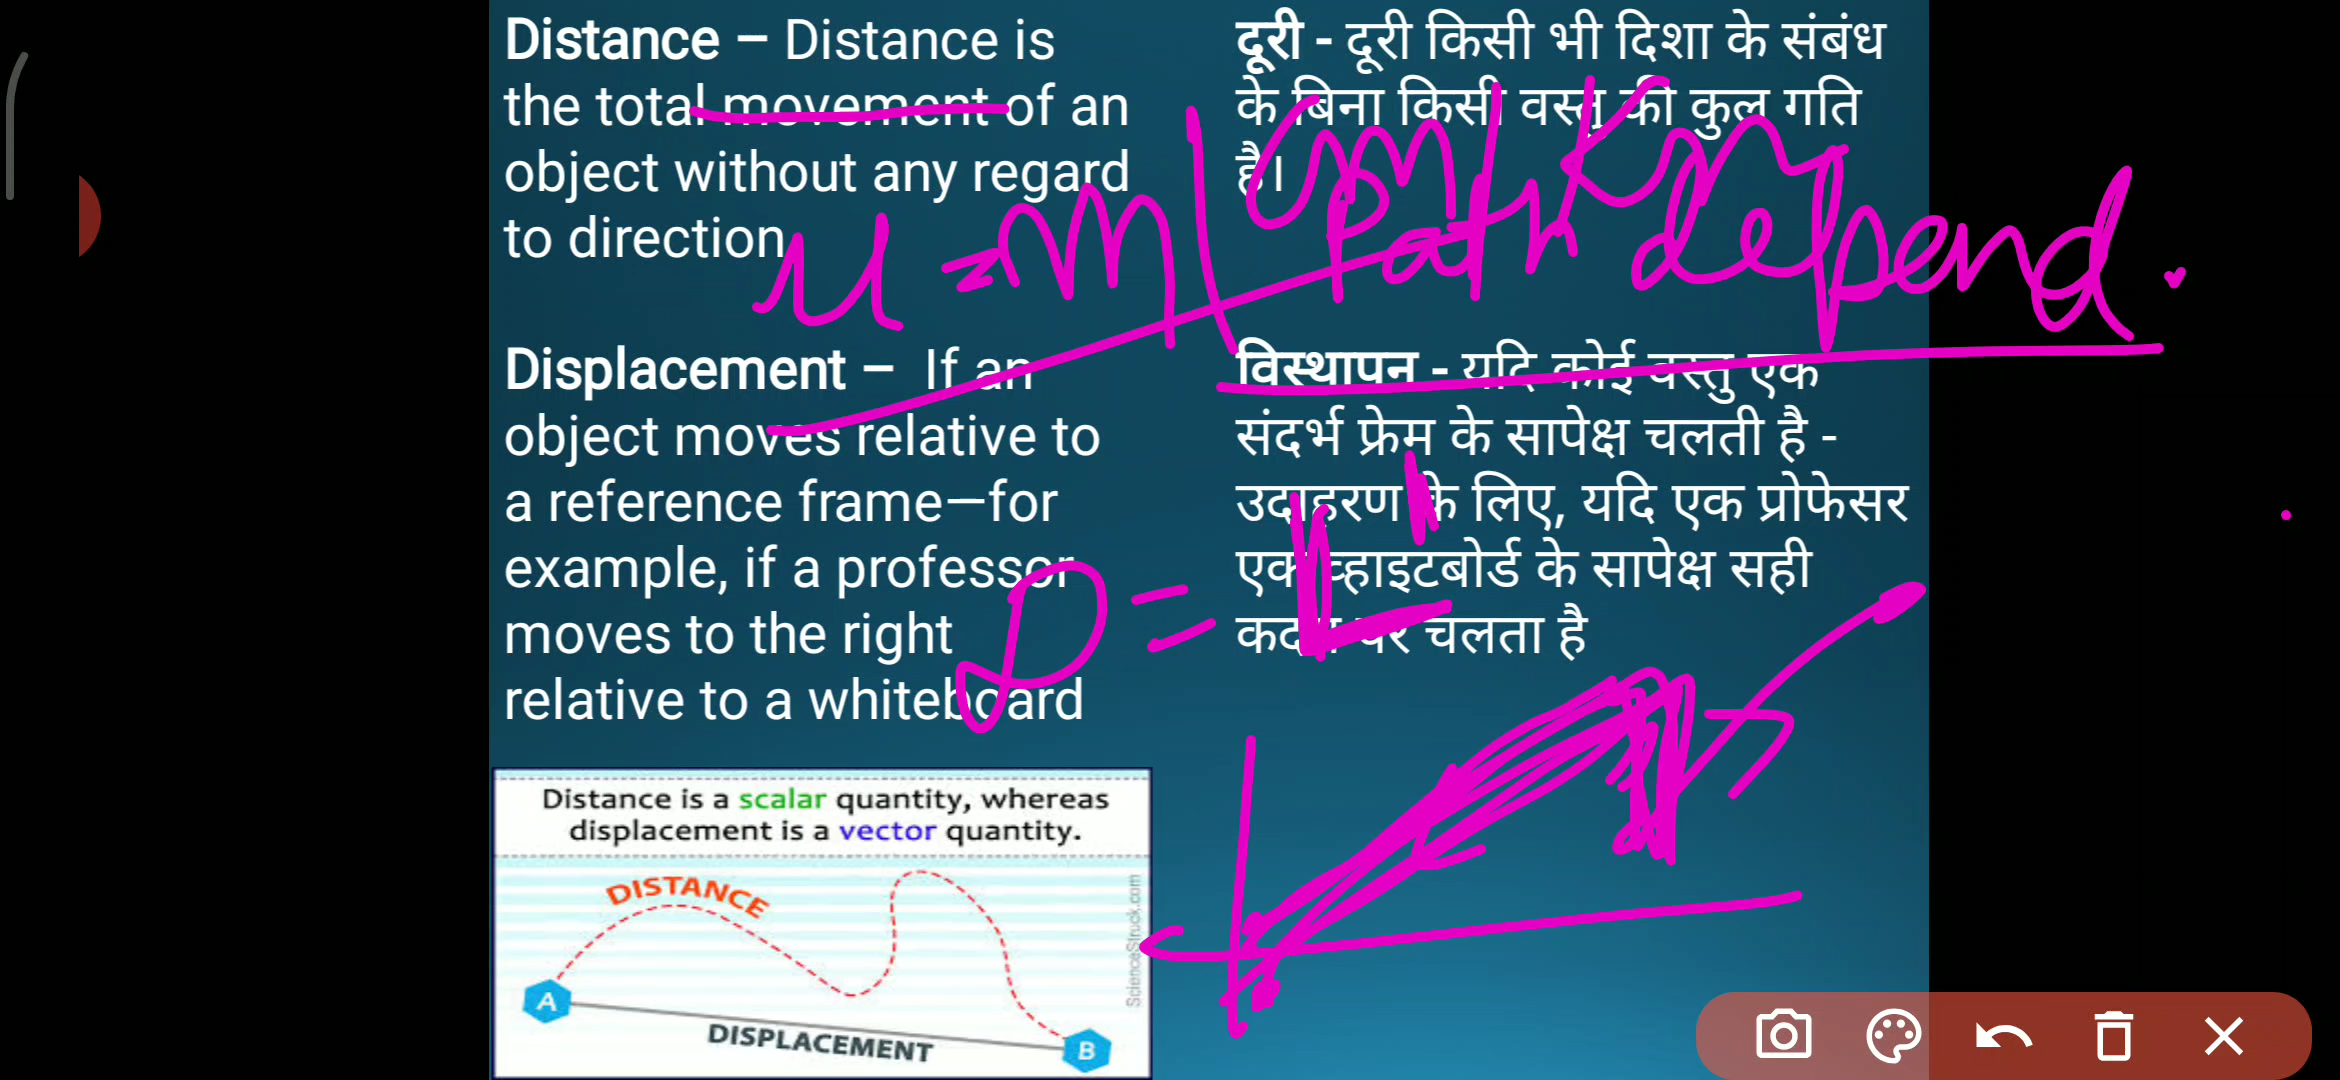 Distance – Distance is
the total movement of an
object without any regard
to direction
दूरी - दूरी किसी भी दिशा के संबंध
के बिना किसी वस्तु की कुल गति
है।
u = m / cm / km
path depend.
Displacement – If an
object moves relative to
a reference frame—for
example, if a professor
moves to the right
relative to a whiteboard
विस्थापन - यदि कोई वस्तु एक
संदर्भ फ्रेम के सापेक्ष चलती है -
उदाहरण के लिए, यदि एक प्रोफेसर
एक व्हाइटबोर्ड के सापेक्ष सही
कदम पर चलता है
D =
Distance is a scalar quantity, whereas
displacement is a vector quantity.
DISTANCE
A
DISPLACEMENT
B
ScienceStruck.com